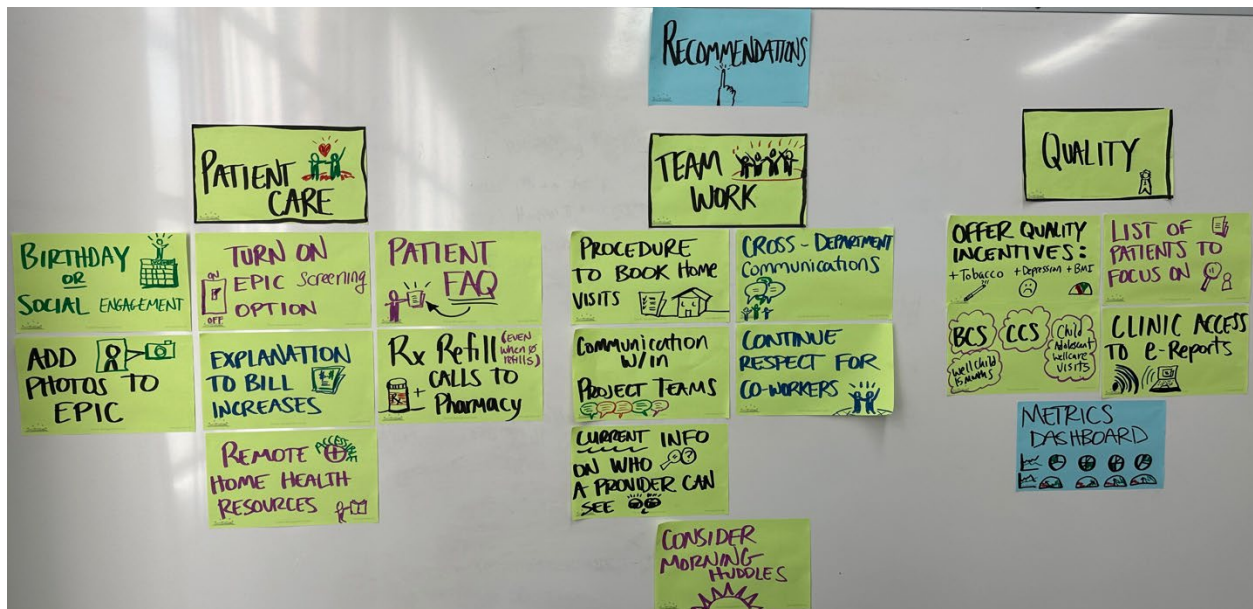 RECOMMENDATIONS
PATIENT
CARE
BIRTHDAY
OR
SOCIAL ENGAGEMENT
TURN ON
EPIC Screening
OPTION
ON
OFF
PATIENT
FAQ
ADD
PHOTOS TO
EPIC
EXPLANATION
TO BILL
INCREASES
Rx Refill (EVEN
when Ø
refills)
CALLS TO
Pharmacy
Rx
REMOTE
HOME HEALTH
RESOURCES
ACCESSIBLE
TEAM
WORK
PROCEDURE
TO BOOK Home
VISITS
CROSS-DEPARTMENT
Communications
Communication
W/IN
PROJECT TEAMS
CONTINUE
RESPECT FOR
CO-WORKERS
CURRENT INFO
ON WHO
A PROVIDER CAN
SEE
CONSIDER
MORNING
HUDDLES
QUALITY
OFFER QUALITY
INCENTIVES:
+Tobacco +Depression +BMI
LIST OF
PATIENTS TO
FOCUS ON
BCS
CCS
Child
Adolescent
Wellcare
VISITS
Well Child
15 Months
CLINIC ACCESS
TO e-Reports
METRICS
DASHBOARD